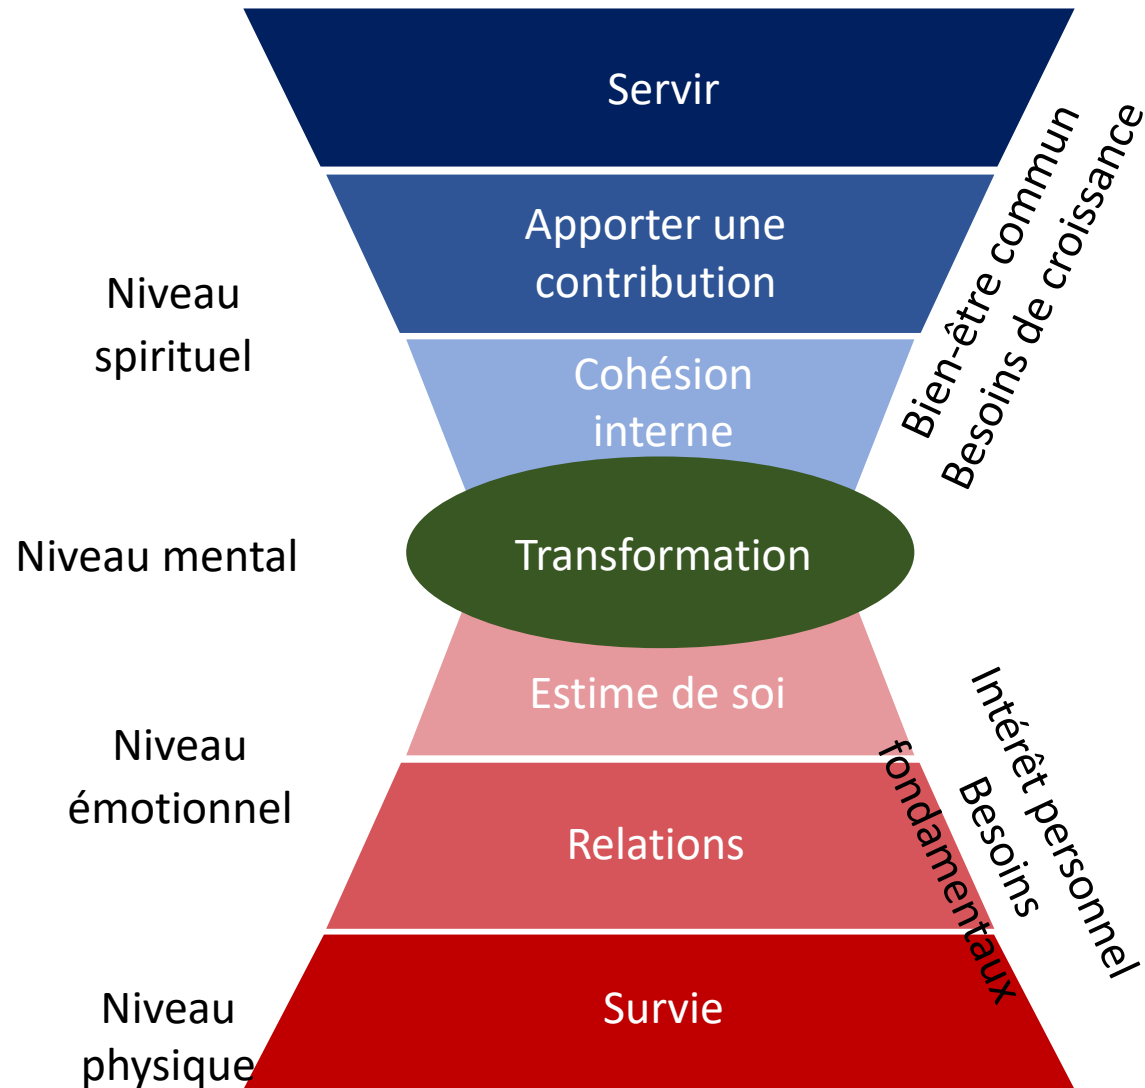 Servir
Apporter une
contribution
Cohésion
interne
Transformation
Estime de soi
Relations
Survie
Niveau
spirituel
Niveau mental
Niveau
émotionnel
Niveau
physique
Bien-être commun
Besoins de croissance
Intérêt personnel
Besoins
fondamentaux